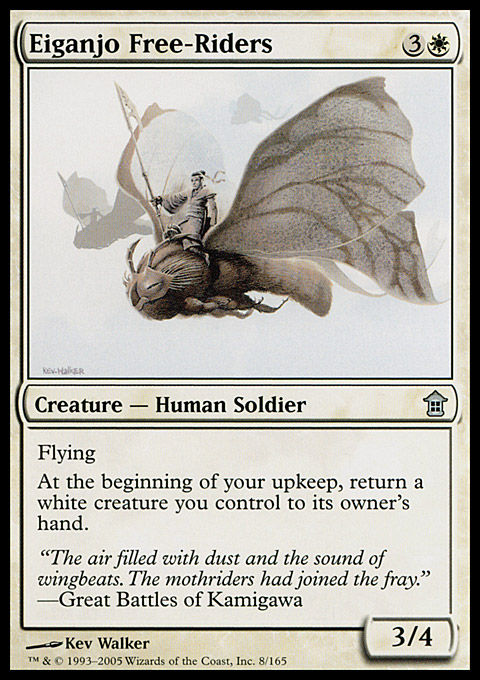 Eiganjo Free-Riders 3
KEV WALKER
Creature — Human Soldier
Flying
At the beginning of your upkeep, return a
white creature you control to its owner's
hand.
"The air filled with dust and the sound of
wingbeats. The mothriders had joined the fray."
—Great Battles of Kamigawa
Kev Walker
3/4
™ & © 1993–2005 Wizards of the Coast, Inc. 8/165